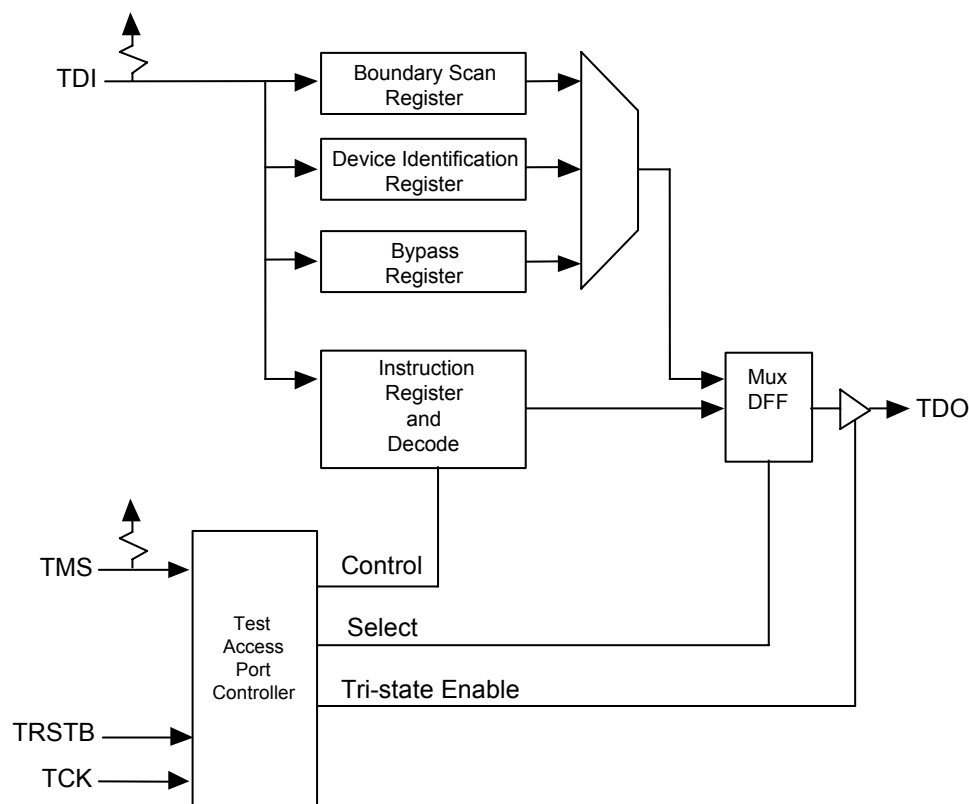 TDI
Boundary Scan
Register
Device Identification
Register
Bypass
Register
Instruction
Register
and
Decode
Mux
DFF
TDO
TMS
Test
Access
Port
Controller
Control
Select
Tri-state Enable
TRSTB
TCK